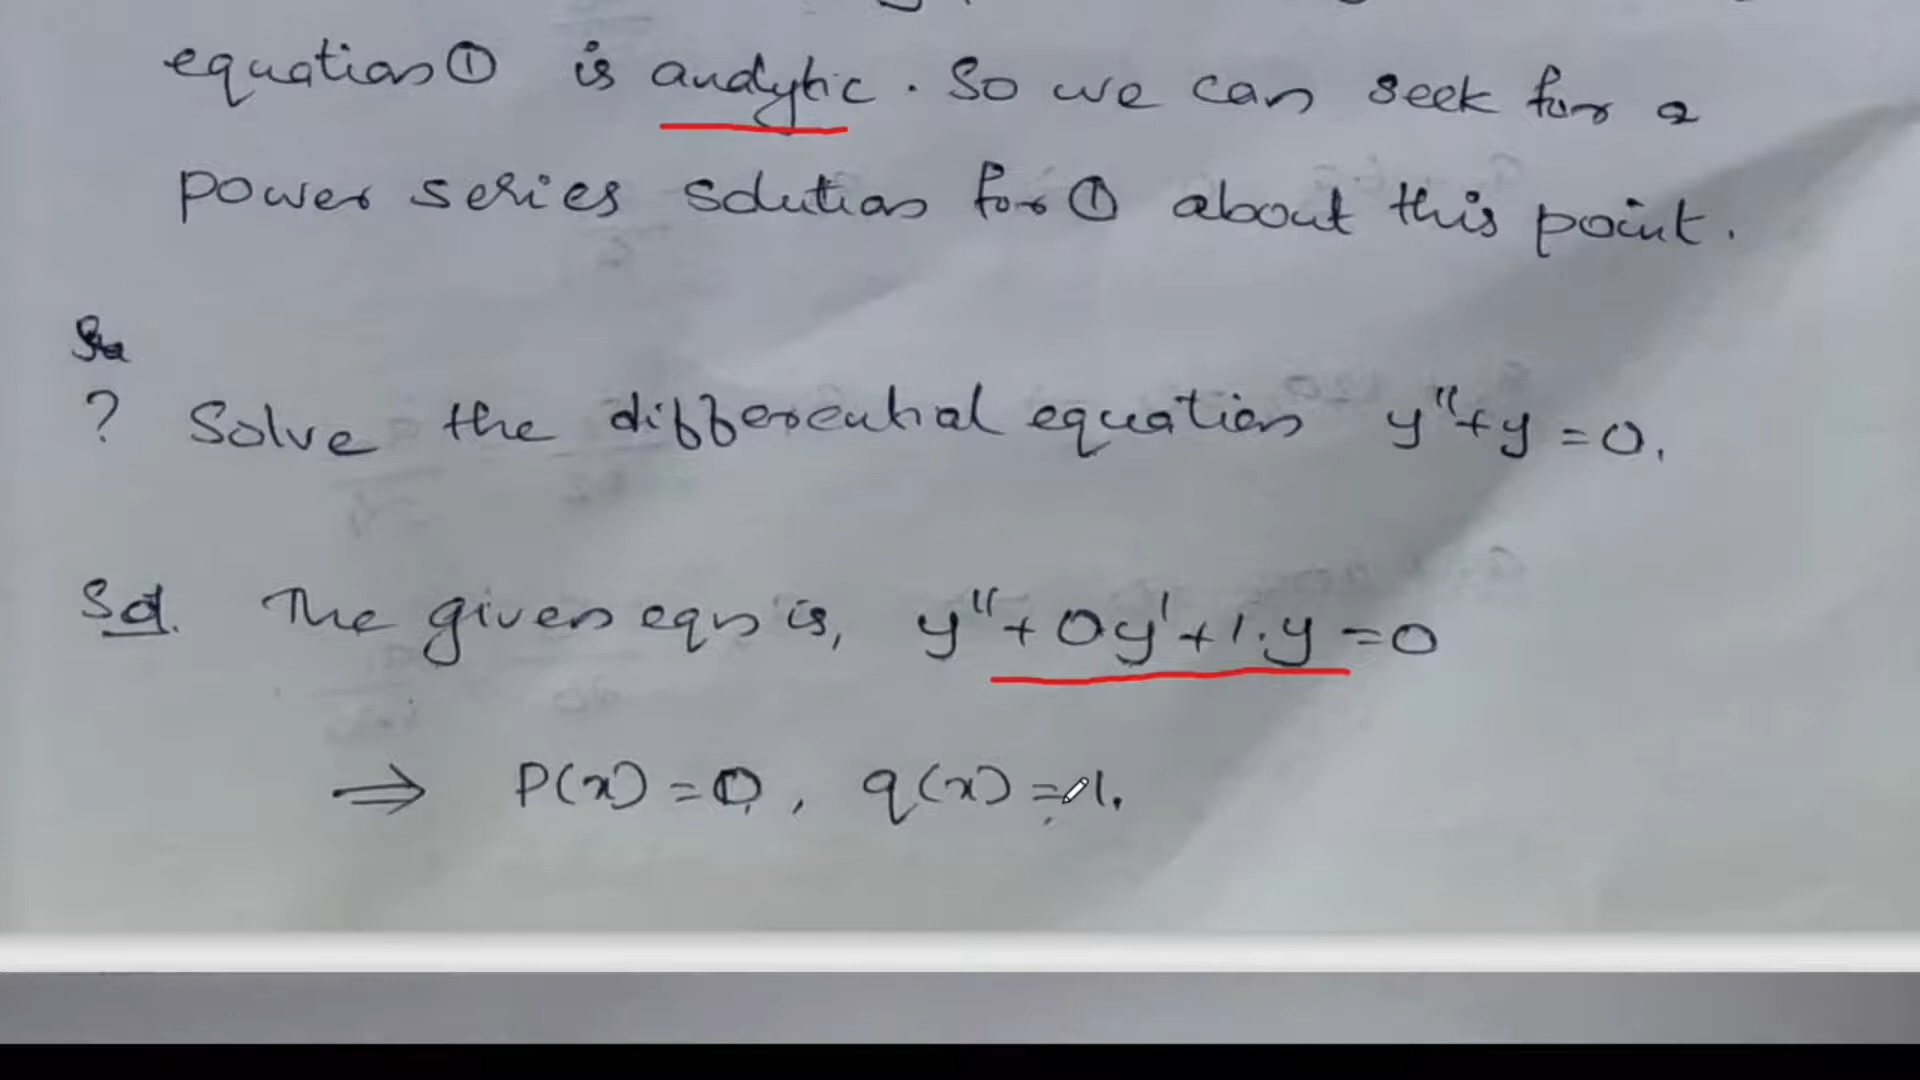 equation ① is analytic. So we can seek for a
power series solution for ① about this point.
? Solve the differential equation y''+y=0.
Sol. The given eqn is, y''+0y'+1.y=0
⇒ P(x)=0, q(x)=1.